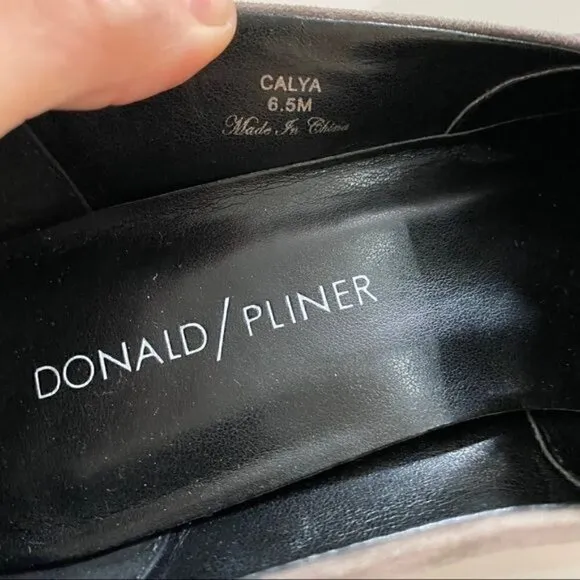 CALYA
6.5M
Made In China
DONALD/PLINER